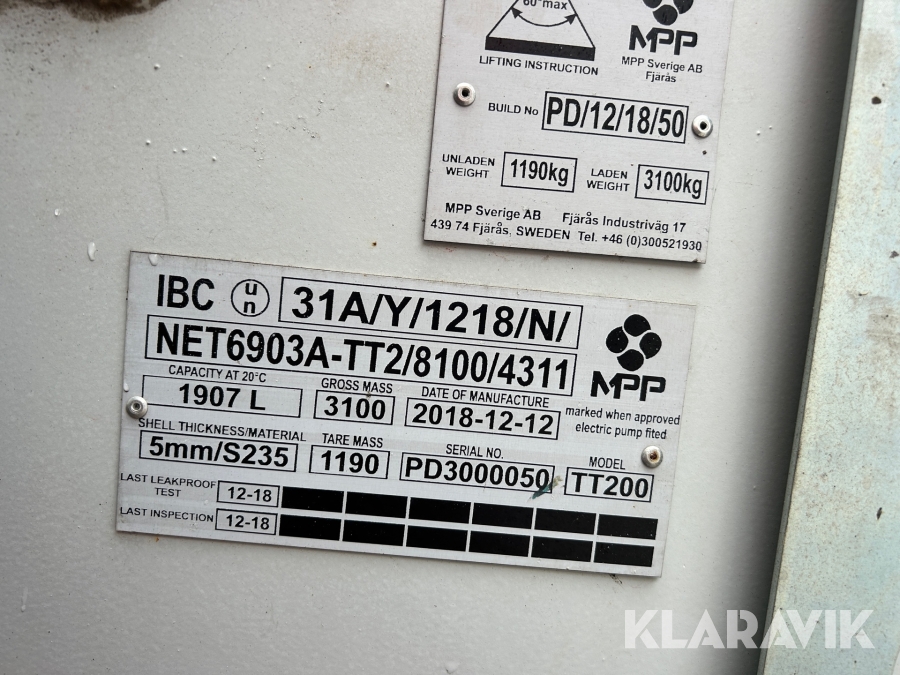 60°max
LIFTING INSTRUCTION
MPP
MPP Sverige AB
Fjärås
BUILD No PD/12/18/50
UNLADEN WEIGHT 1190kg LADEN WEIGHT 3100kg
MPP Sverige AB Fjärås Industriväg 17
439 74 Fjärås, SWEDEN Tel. +46 (0)300521930
IBC un 31A/Y/1218/N/
NET6903A-TT2/8100/4311
MPP
CAPACITY AT 20°C GROSS MASS DATE OF MANUFACTURE
1907 L 3100 2018-12-12
marked when approved
electric pump fitted
SHELL THICKNESS/MATERIAL TARE MASS SERIAL NO. MODEL
5mm/S235 1190 PD3000050 TT200
LAST LEAKPROOF TEST 12-18
LAST INSPECTION 12-18
KLARAVIK